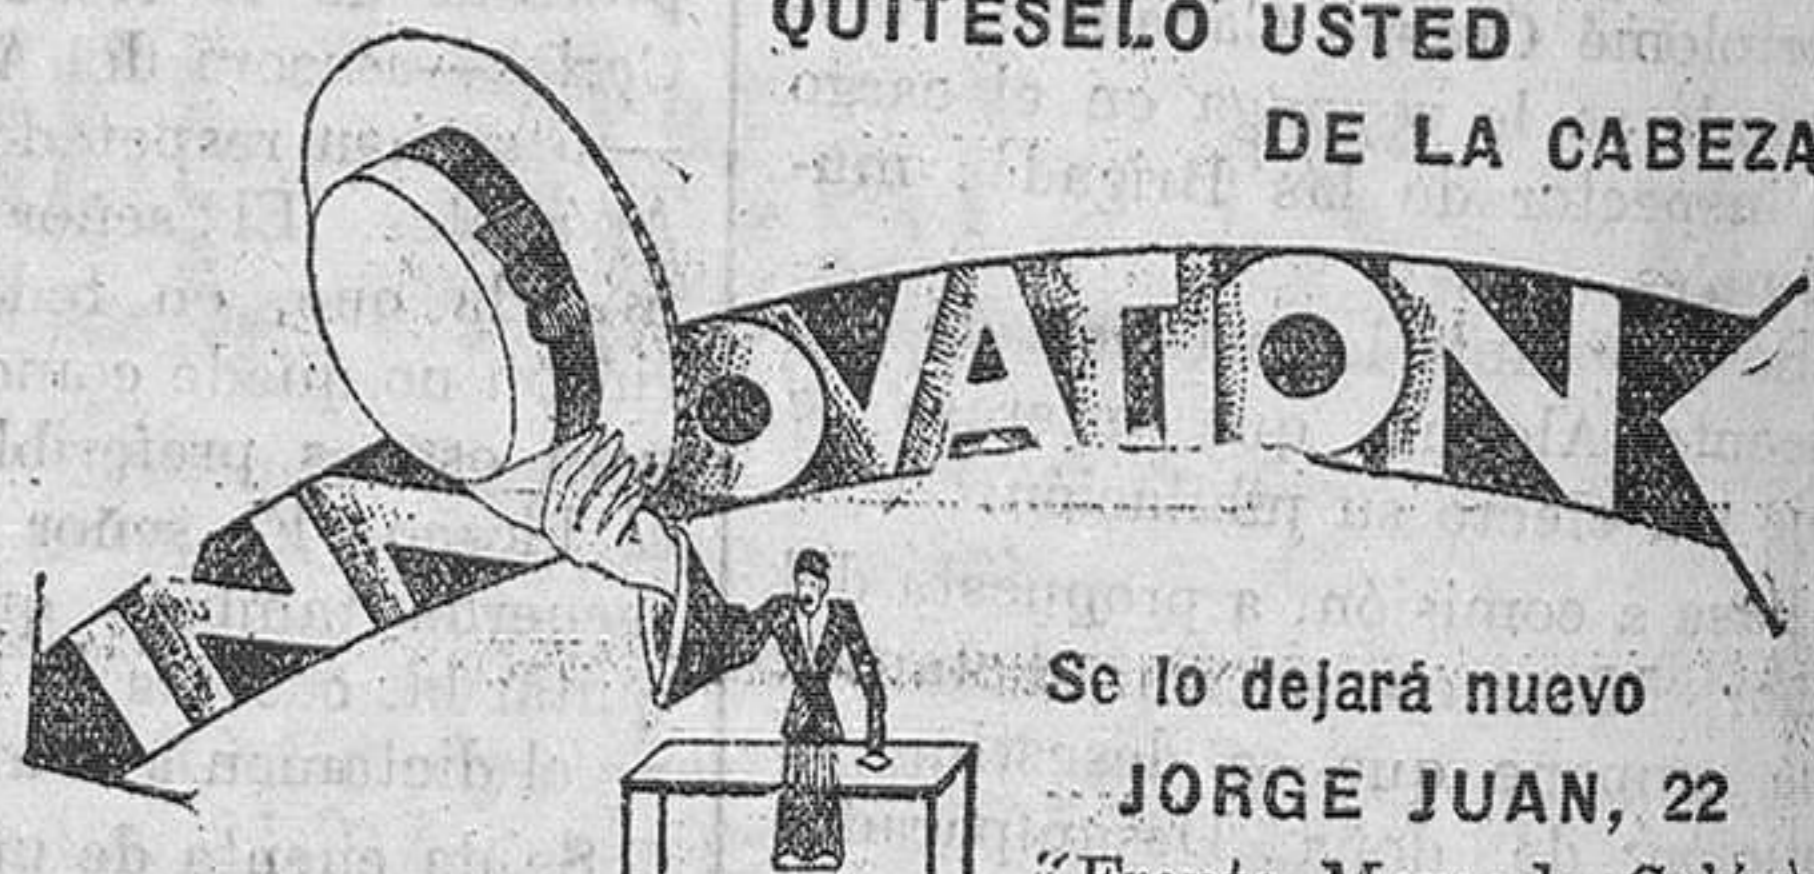 QUITESELO USTED
DE LA CABEZA
INNOVATION
Se lo dejará nuevo
JORGE JUAN, 22